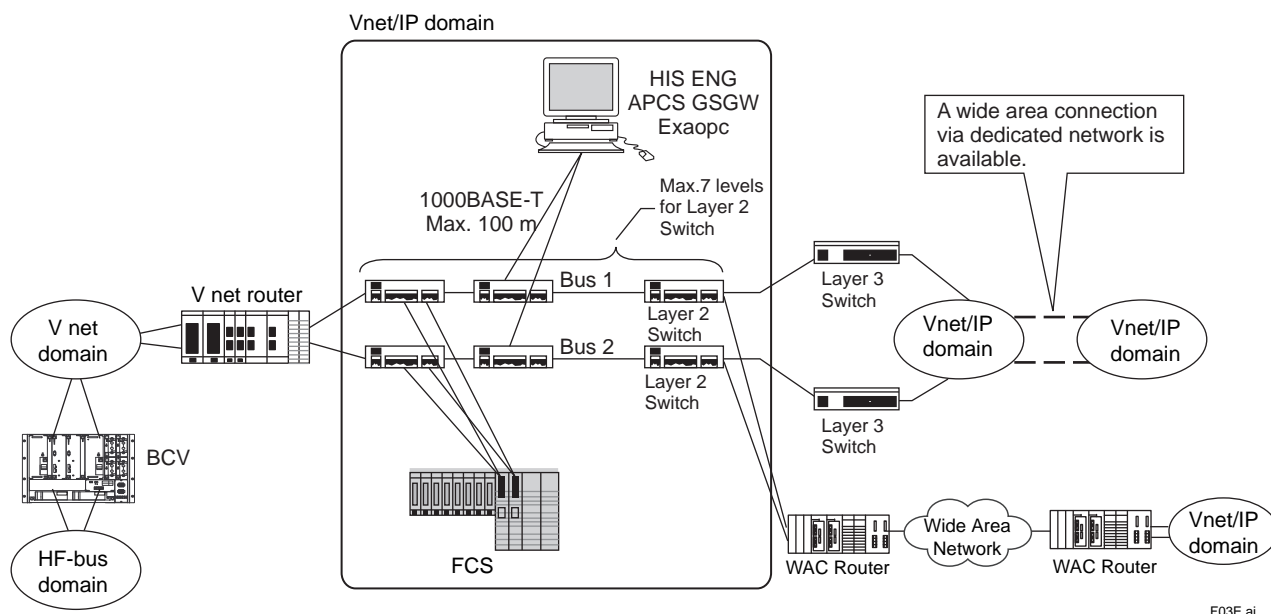 Vnet/IP domain
HIS ENG
APCS GSGW
Exaopc
A wide area connection
via dedicated network is
available.
1000BASE-T
Max. 100 m
Max.7 levels
for Layer 2
Switch
Bus 1
Layer 2
Switch
Layer 3
Switch
V net router
V net
domain
Bus 2
Layer 2
Switch
Vnet/IP
domain
Vnet/IP
domain
Layer 3
Switch
BCV
HF-bus
domain
FCS
WAC Router
Wide Area
Network
WAC Router
Vnet/IP
domain
F03E.ai